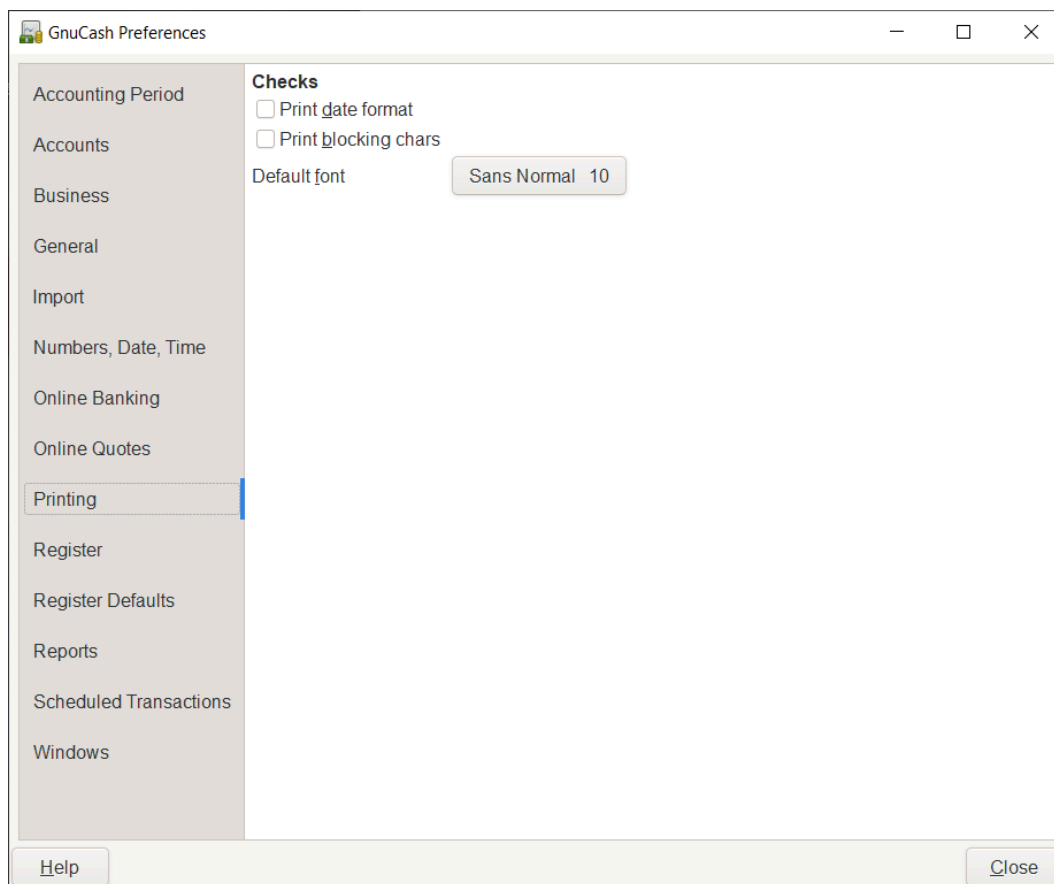 GnuCash Preferences
Accounting Period
Accounts
Business
General
Import
Numbers, Date, Time
Online Banking
Online Quotes
Printing
Register
Register Defaults
Reports
Scheduled Transactions
Windows
Checks
Print date format
Print blocking chars
Default font Sans Normal 10
Help Close